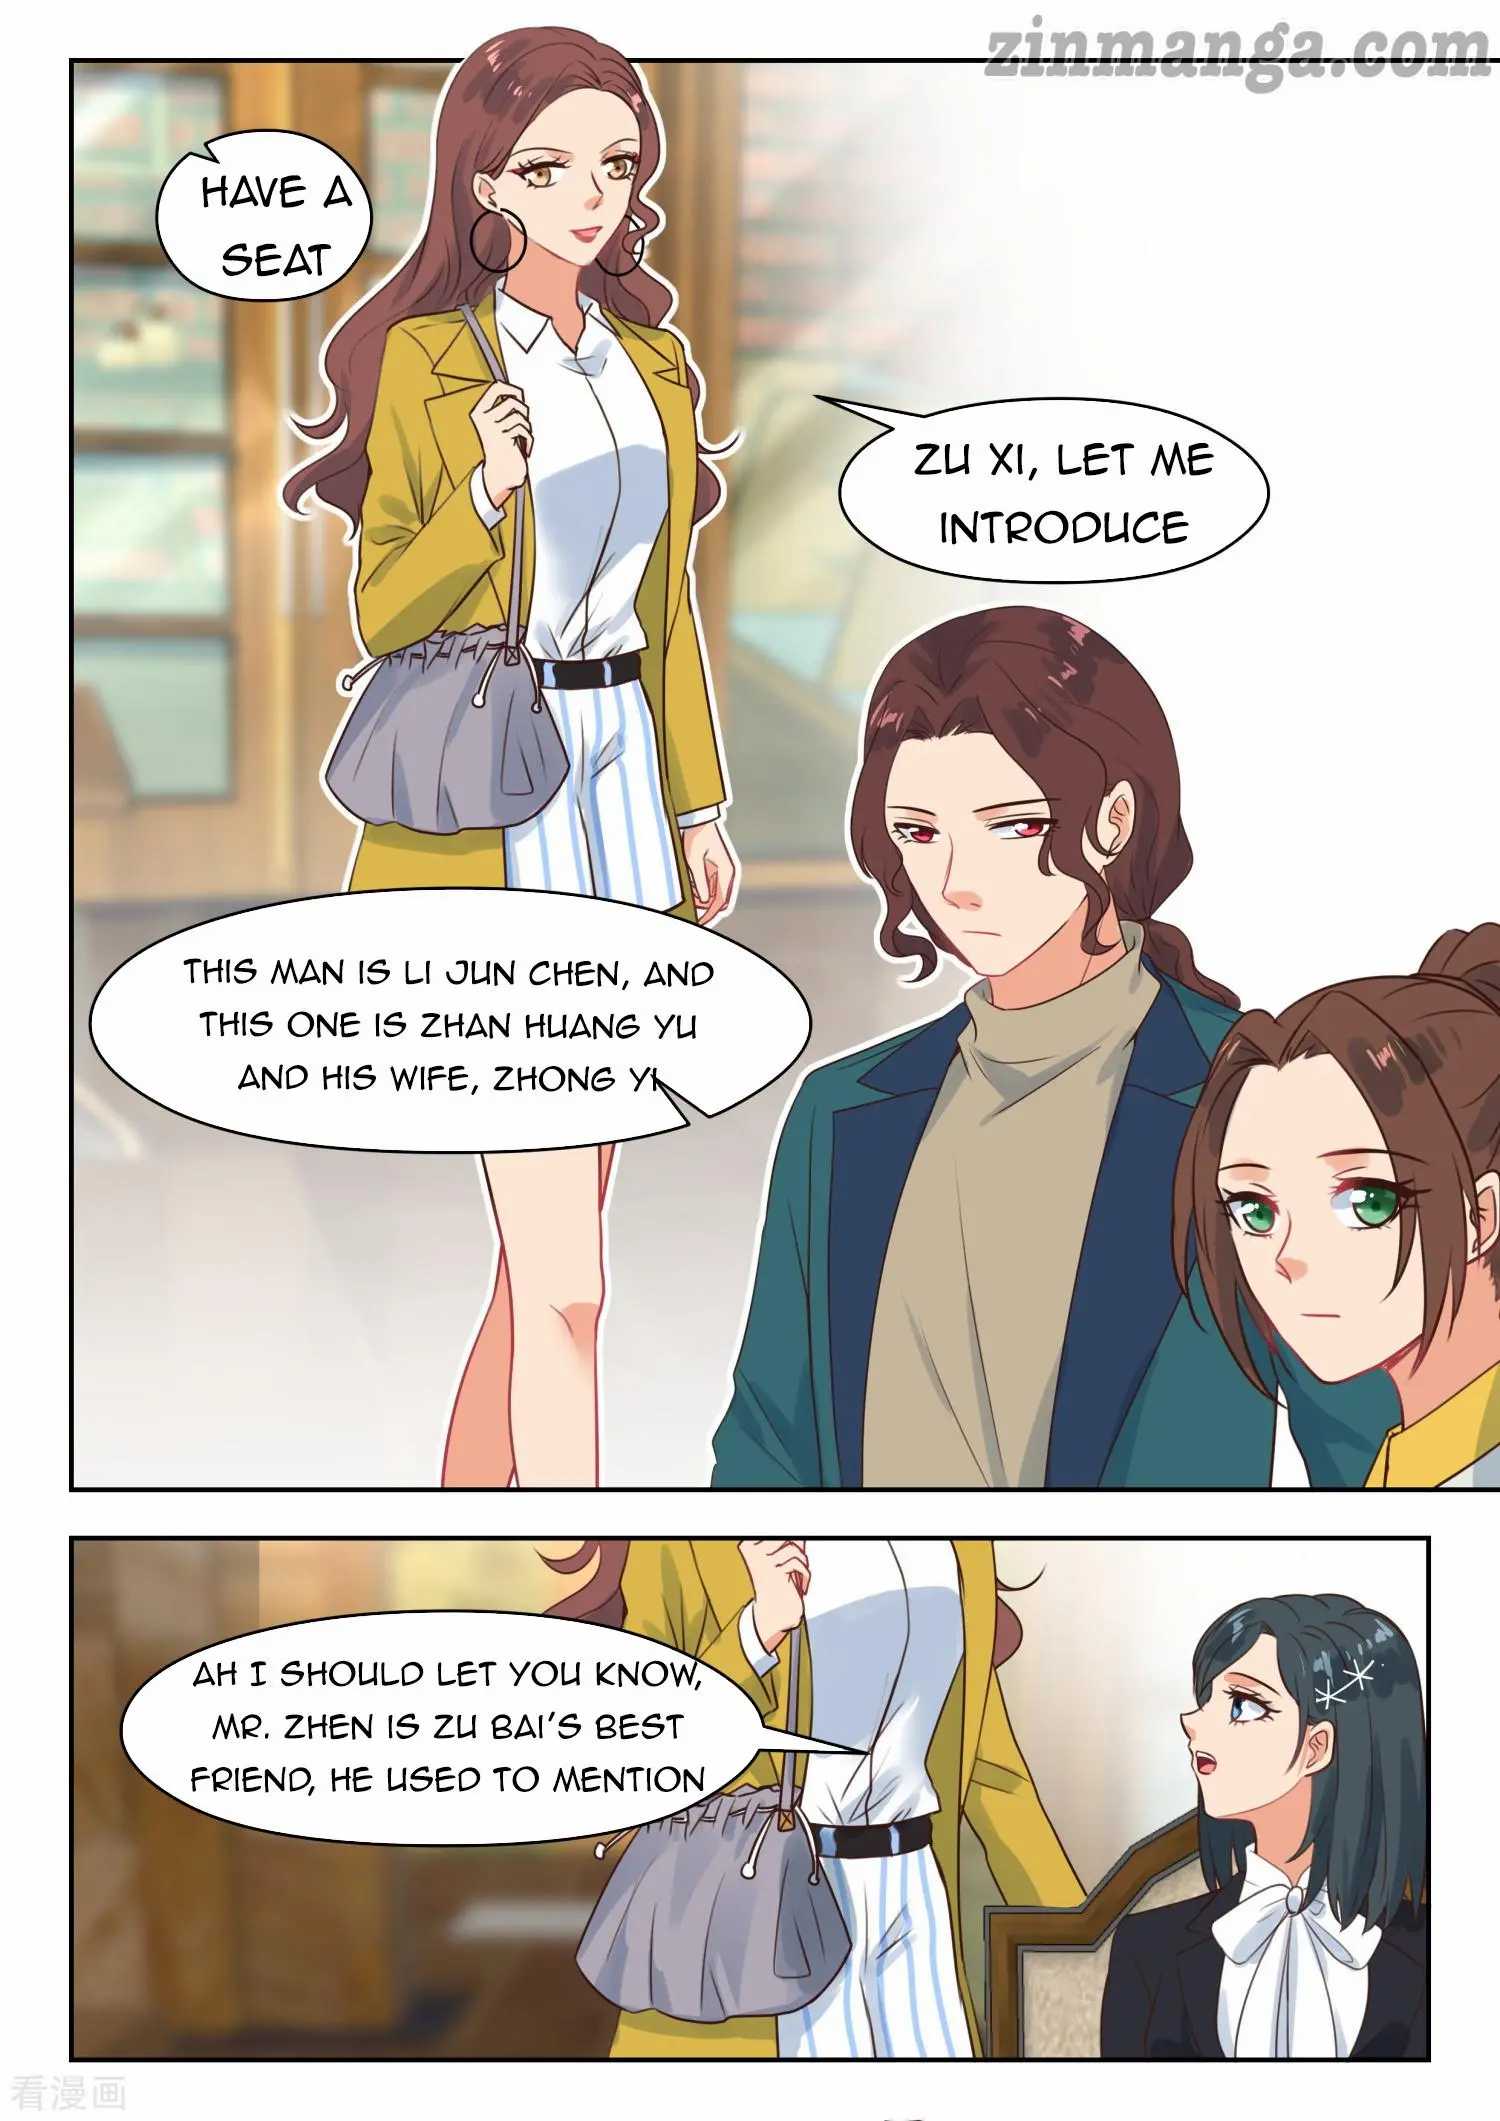 zinmanga.com
HAVE A
SEAT
ZU XI, LET ME
INTRODUCE
THIS MAN IS LI JUN CHEN, AND
THIS ONE IS ZHAN HUANG YU
AND HIS WIFE, ZHONG YI
AH I SHOULD LET YOU KNOW,
MR. ZHEN IS ZU BAI'S BEST
FRIEND, HE USED TO MENTION
看漫画